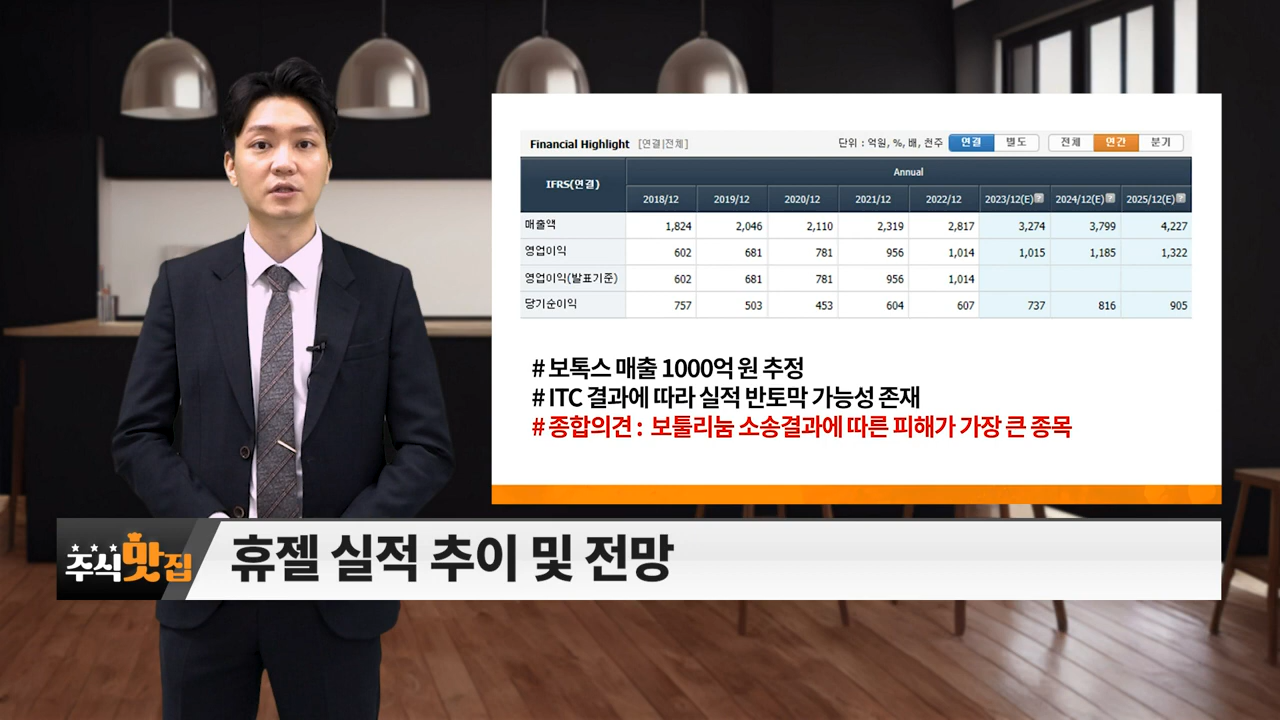 Financial Highlight [연결|전체] 단위 : 억원, %, 배, 천주 연결 별도 전체 연간 분기
IFRS(연결) Annual
2018/12 2019/12 2020/12 2021/12 2022/12 2023/12(E) 2024/12(E) 2025/12(E)
매출액 1,824 2,046 2,110 2,319 2,817 3,274 3,799 4,227
영업이익 602 681 781 956 1,014 1,015 1,185 1,322
영업이익(발표기준) 602 681 781 956 1,014
당기순이익 757 503 453 604 607 737 816 905
# 보톡스 매출 1000억 원 추정
# ITC 결과에 따라 실적 반토막 가능성 존재
# 종합의견 : 보툴리눔 소송결과에 따른 피해가 가장 큰 종목
주식맛집 휴젤 실적 추이 및 전망